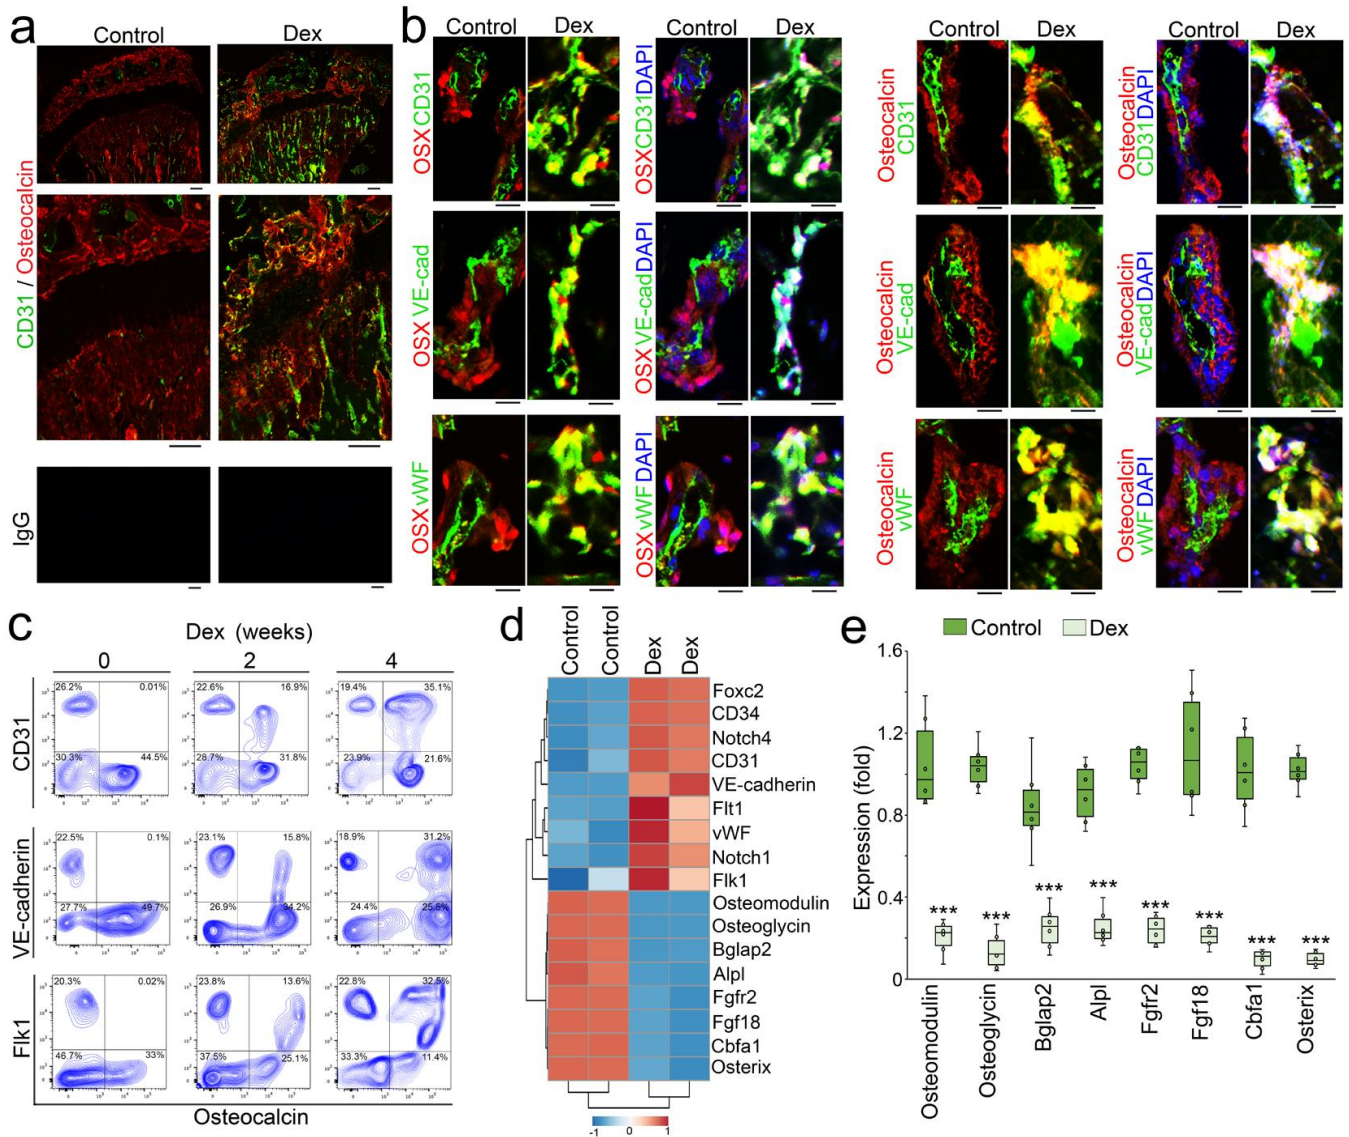 a
Control
Dex
CD31 / Osteocalcin
IgG
b
Control
Dex
Control
Dex
Control
Dex
Control
Dex
OSX CD31
OSX CD31 DAPI
Osteocalcin
CD31
Osteocalcin
CD31 DAPI
OSX VE-cad
OSX VE-cad DAPI
Osteocalcin
VE-cad
Osteocalcin
VE-cad DAPI
OSX vWF
OSX vWF DAPI
Osteocalcin
vWF
Osteocalcin
vWF DAPI
c
Dex (weeks)
0
2
4
CD31
26.2%
0.01%
30.3%
44.5%
22.6%
16.9%
28.7%
31.8%
19.4%
35.1%
23.9%
21.6%
VE-cadherin
22.5%
0.1%
27.7%
49.7%
23.1%
15.8%
26.9%
34.2%
18.9%
31.2%
24.4%
25.5%
Flk1
20.3%
0.02%
46.7%
33%
23.8%
13.6%
37.5%
25.1%
22.8%
32.5%
33.3%
11.4%
Osteocalcin
d
Control
Control
Dex
Dex
Foxc2
CD34
Notch4
CD31
VE-cadherin
Flt1
vWF
Notch1
Flk1
Osteomodulin
Osteoglycin
Bglap2
Alpl
Fgfr2
Fgf18
Cbfa1
Osterix
-1
0
1
e
Control
Dex
Expression (fold)
1.6
1.2
0.8
0.4
0
***
***
***
***
***
***
***
***
Osteomodulin
Osteoglycin
Bglap2
Alpl
Fgfr2
Fgf18
Cbfa1
Osterix